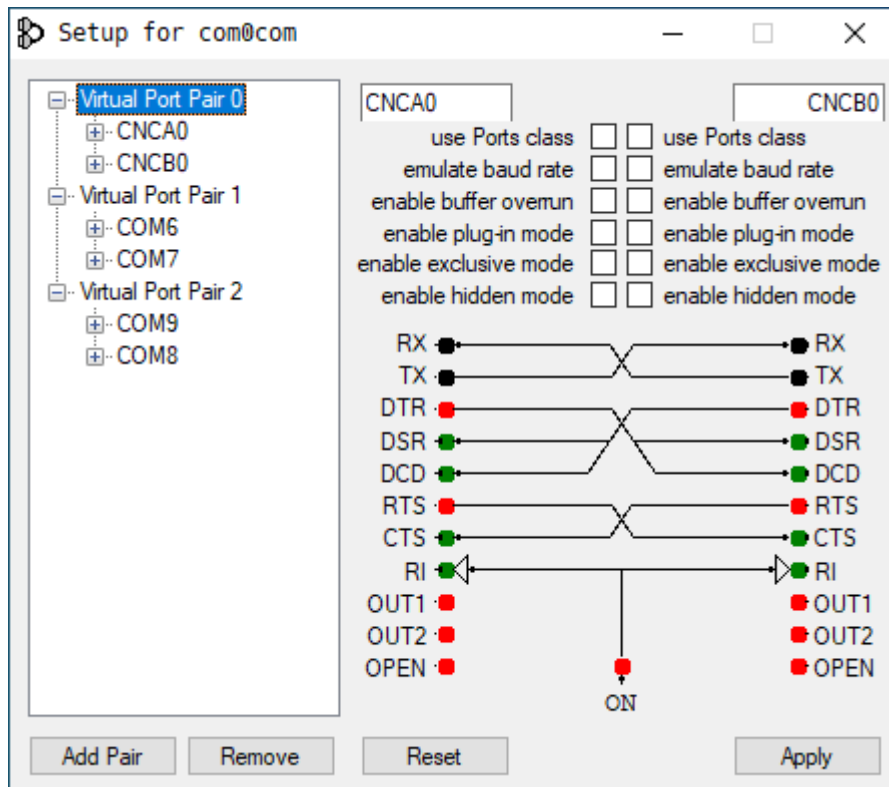 Setup for com0com
Virtual Port Pair 0
CNCA0
CNCB0
Virtual Port Pair 1
COM6
COM7
Virtual Port Pair 2
COM9
COM8
CNCA0 CNCB0
use Ports class use Ports class
emulate baud rate emulate baud rate
enable buffer overrun enable buffer overrun
enable plug-in mode enable plug-in mode
enable exclusive mode enable exclusive mode
enable hidden mode enable hidden mode
RX RX
TX TX
DTR DTR
DSR DSR
DCD DCD
RTS RTS
CTS CTS
RI RI
OUT1 OUT1
OUT2 OUT2
OPEN OPEN
ON
Add Pair Remove Reset Apply